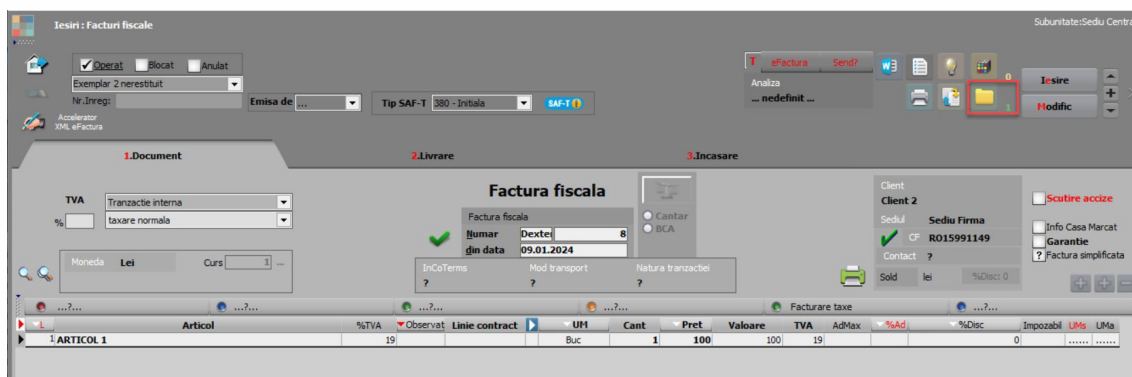 Iesiri : Facturi fiscale
Subunitate:Sediu Centra
Operat Blocat Anulat
Exemplar 2 nerestituit
Nr.Inreg:
Emisa de ...
Tip SAF-T 380 - Initiala
SAF-T
T eFactura Send?
Analiza
... nedefinit ...
0
1
Iesire
Modific
Accelerator
XML eFactura
1.Document 2.Livrare 3.Incasare
TVA Tranzactie interna
% taxare normala
Moneda Lei Curs 1 ...
Factura fiscala
Factura fiscala
Numar Dexter 8
din data 09.01.2024
Cantar
BCA
InCoTerms Mod transport Natura tranzactiei
? ? ?
Client
Client 2
Sediul Sediu Firma
CF RO15991149
Contact ?
Sold lei %Disc: 0
Scutire accize
Info Casa Marcat
Garantie
? Factura simplificata
...?... ...?... ...?... ...?... Facturare taxe ...?...
L Articol %TVA Observat Linie contract UM Cant Pret Valoare TVA AdMax %Ad %Disc Impozabil UMs UMa
1 ARTICOL 1 19 Buc 1 100 100 19 0 ...... ......